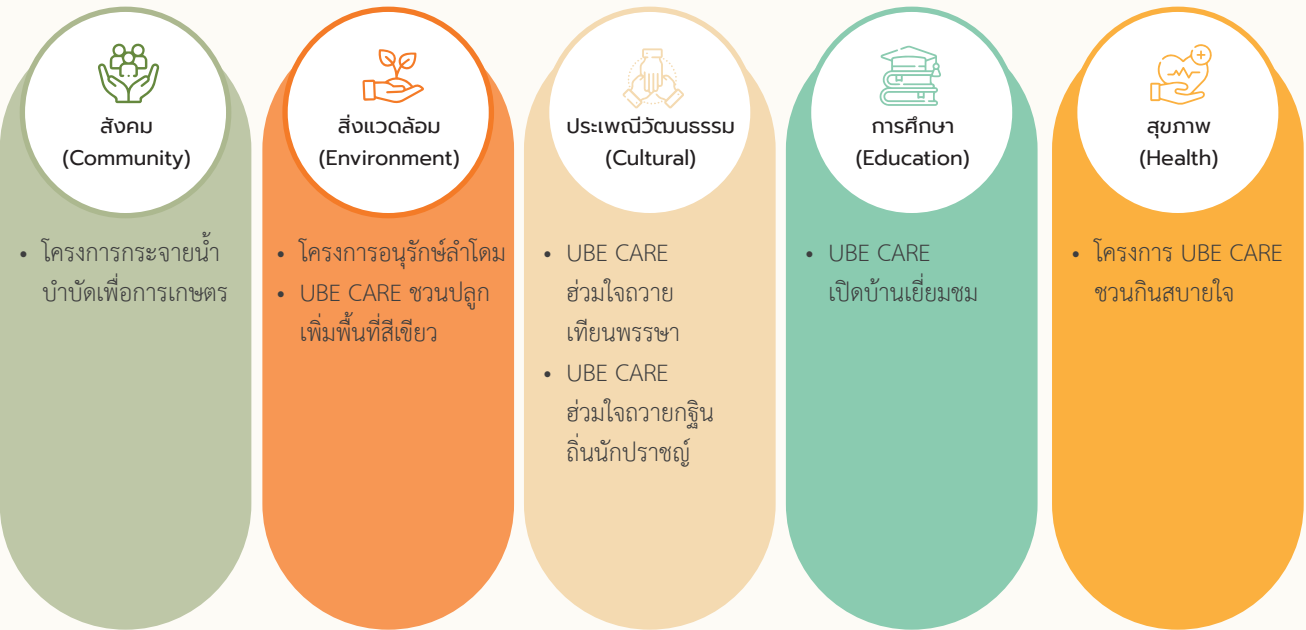 สังคม
(Community)
โครงการกระจายน้ำ
บำบัดเพื่อการเกษตร
สิ่งแวดล้อม
(Environment)
โครงการอนุรักษ์ลำโดม
UBE CARE ชวนปลูก
เพิ่มพื้นที่สีเขียว
ประเพณีวัฒนธรรม
(Cultural)
UBE CARE
ฮ่วมใจถวาย
เทียนพรรษา
UBE CARE
ฮ่วมใจถวายกฐิน
ถิ่นนักปราชญ์
การศึกษา
(Education)
UBE CARE
เปิดบ้านเยี่ยมชม
สุขภาพ
(Health)
โครงการ UBE CARE
ชวนกินสบายใจ